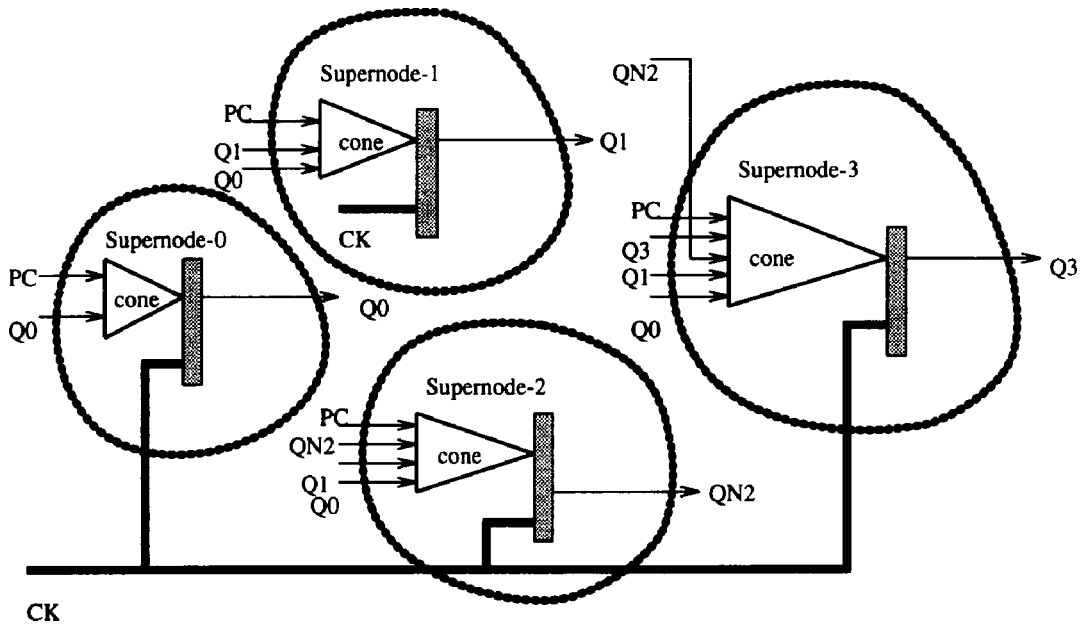 Supernode-1
PC
Q1
Q0
cone
CK
Q1
QN2
Supernode-3
PC
Q3
Q1
Q0
cone
Q3
Supernode-0
PC
Q0
cone
Q0
Supernode-2
PC
QN2
Q1
Q0
cone
QN2
CK